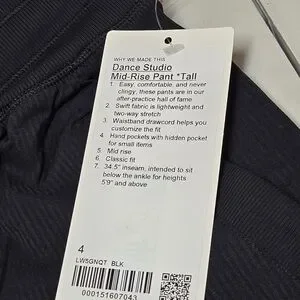 WHY WE MADE THIS
Dance Studio
Mid-Rise Pant *Tall
1. Easy, comfortable, and never
clingy, these pants are in our
after-practice hall of fame
2. Swift fabric is lightweight and
two-way stretch
3. Waistband drawcord helps you
customize the fit
4. Hand pockets with hidden pocket
for small items
5. Mid rise
6. Classic fit
7. 34.5" inseam, intended to sit
below the ankle for heights
5'9" and above
4
LW5GNQT BLK
000151607043